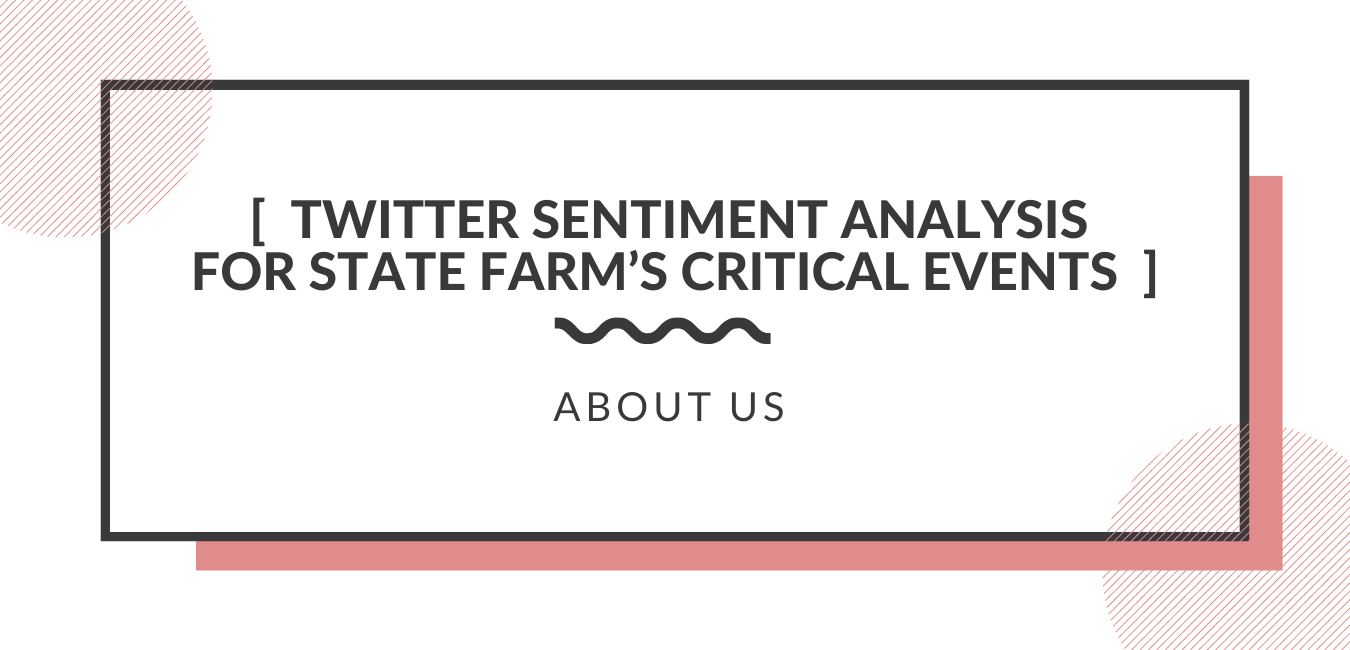 [ TWITTER SENTIMENT ANALYSIS
FOR STATE FARM’S CRITICAL EVENTS ]
ABOUT US